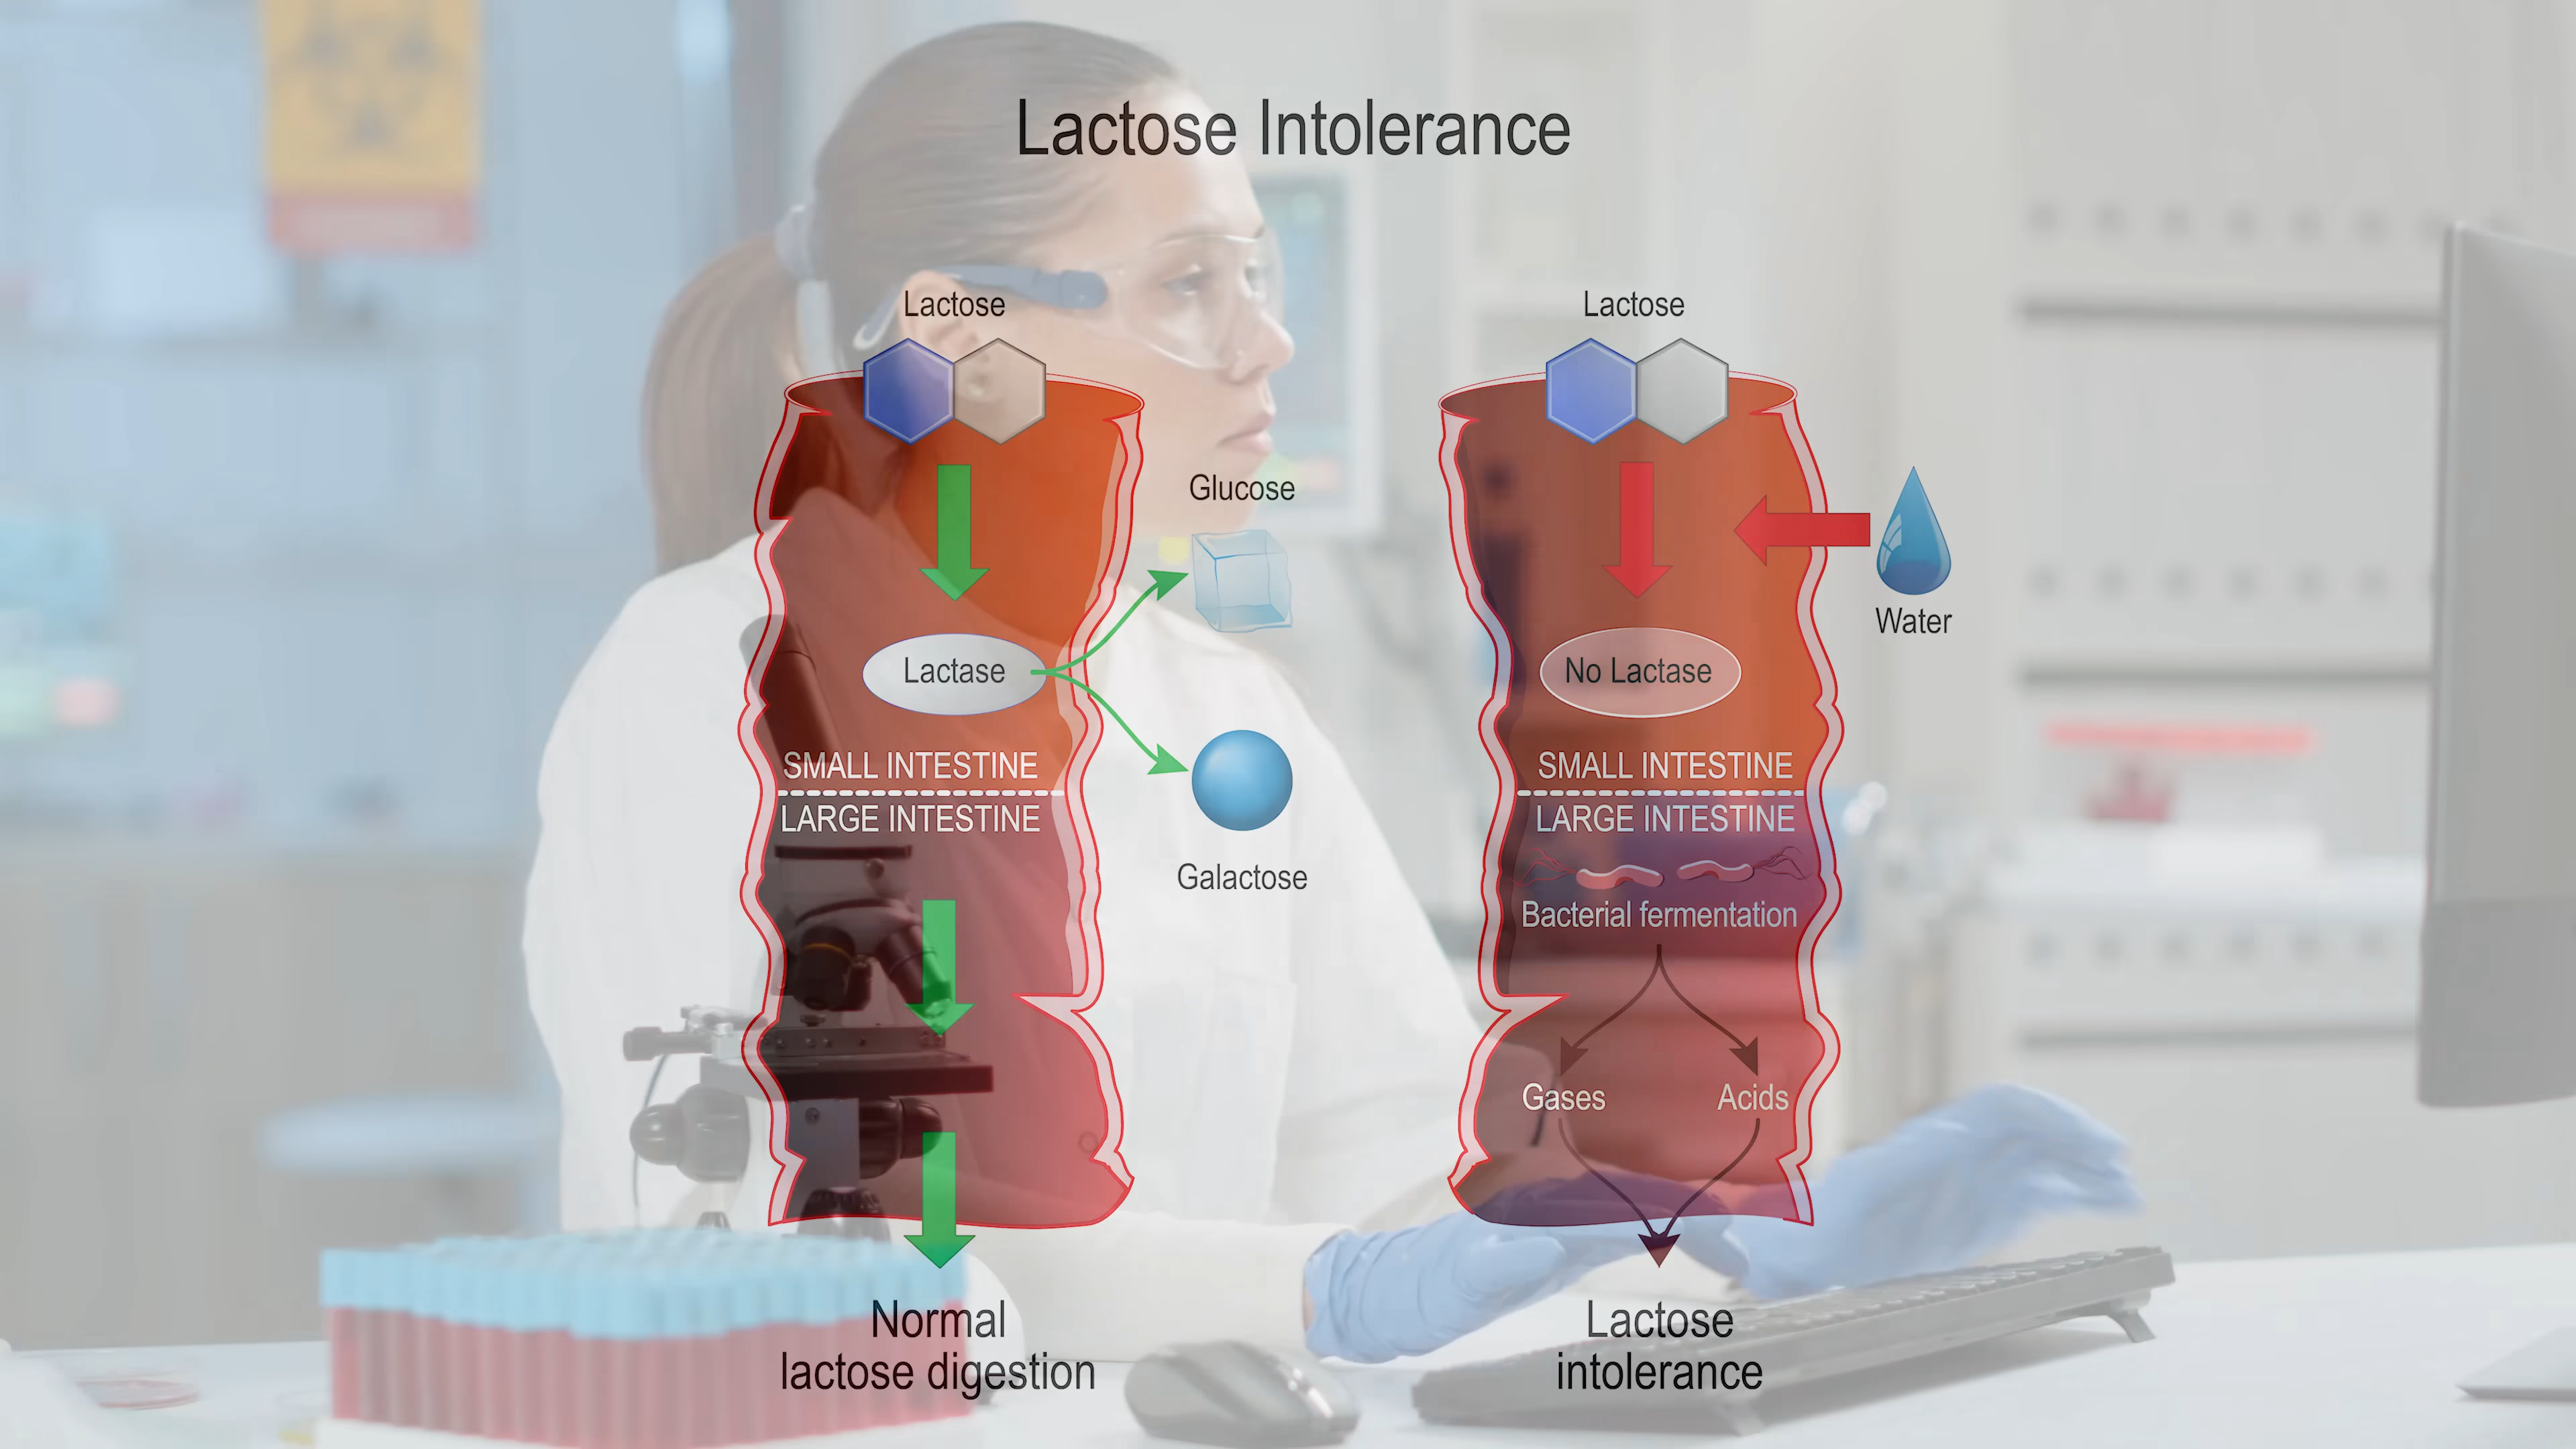 Lactose Intolerance
Lactose
Glucose
Lactase
SMALL INTESTINE
LARGE INTESTINE
Galactose
Normal
lactose digestion
Lactose
Water
No Lactase
SMALL INTESTINE
LARGE INTESTINE
Bacterial fermentation
Gases
Acids
Lactose
intolerance